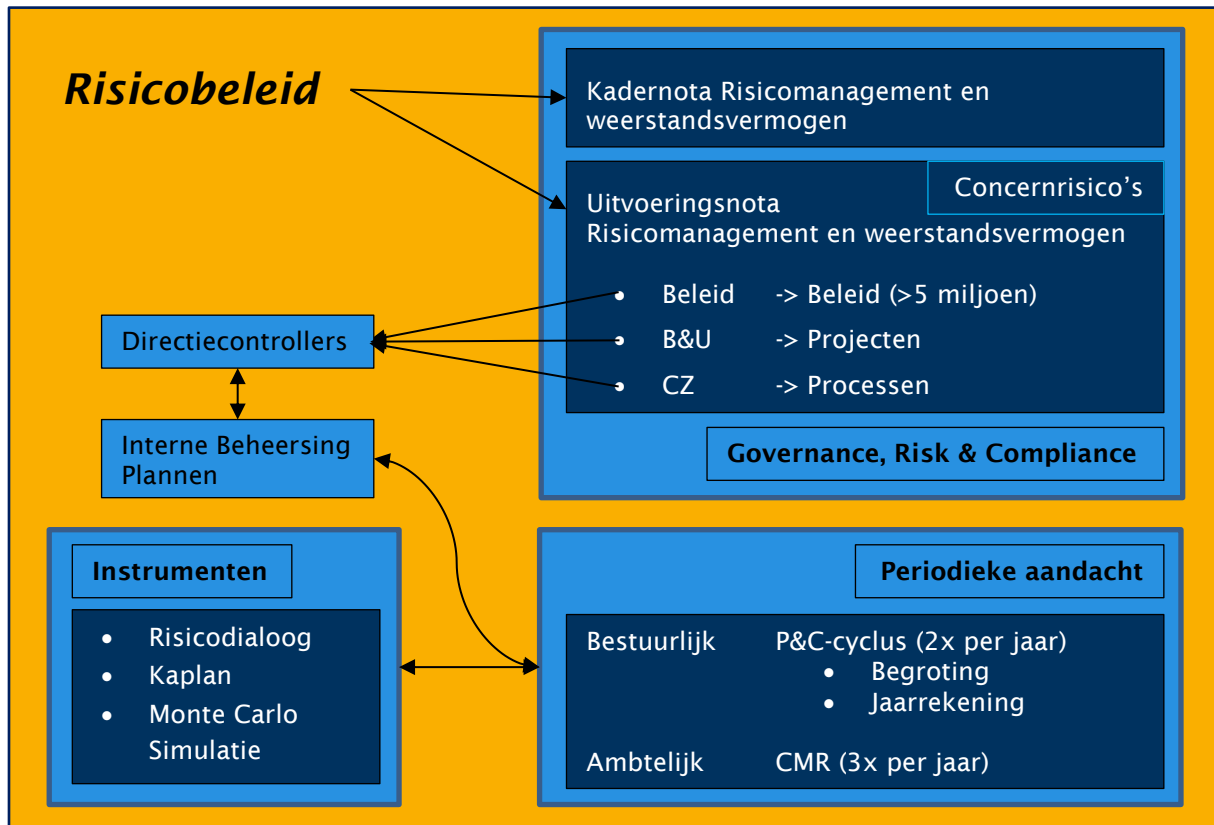 Risicobeleid
Kadernota Risicomanagement en
weerstandsvermogen
Concernrisico’s
Uitvoeringsnota
Risicomanagement en weerstandsvermogen
• Beleid -> Beleid (>5 miljoen)
• B&U -> Projecten
• CZ -> Processen
Governance, Risk & Compliance
Directiecontrollers
Interne Beheersing
Plannen
Instrumenten
• Risicodialoog
• Kaplan
• Monte Carlo
Simulatie
Periodieke aandacht
Bestuurlijk P&C-cyclus (2x per jaar)
• Begroting
• Jaarrekening
Ambtelijk CMR (3x per jaar)